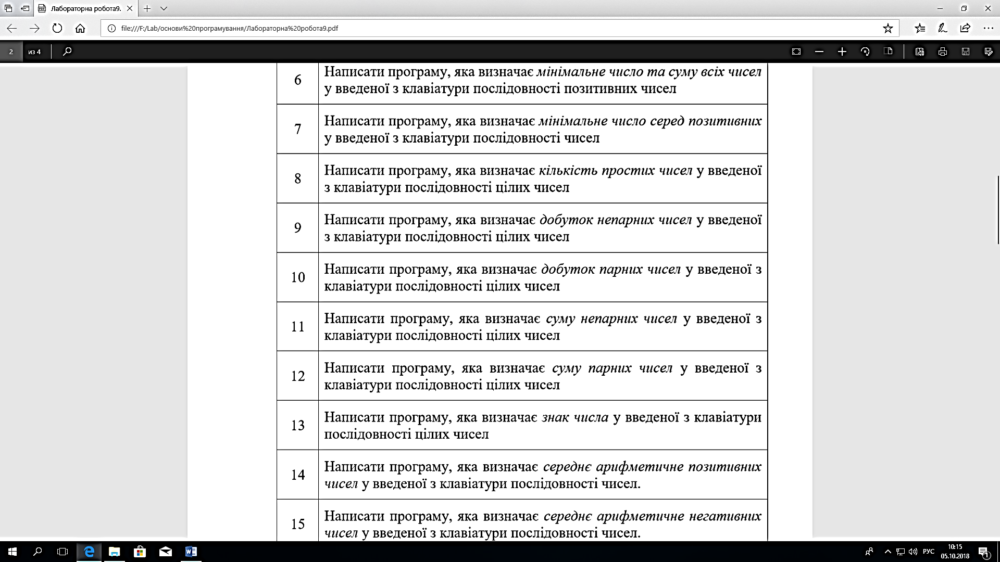 Лабораторна робота9.
file:///F:/Lab/основи%20програмування/Лабораторна%20робота9.pdf
2 из 4
6 Написати програму, яка визначає мінімальне число та суму всіх чисел
у введеної з клавіатури послідовності позитивних чисел
7 Написати програму, яка визначає мінімальне число серед позитивних
у введеної з клавіатури послідовності чисел
8 Написати програму, яка визначає кількість простих чисел у введеної
з клавіатури послідовності цілих чисел
9 Написати програму, яка визначає добуток непарних чисел у введеної
з клавіатури послідовності цілих чисел
10 Написати програму, яка визначає добуток парних чисел у введеної з
клавіатури послідовності цілих чисел
11 Написати програму, яка визначає суму непарних чисел у введеної з
клавіатури послідовності цілих чисел
12 Написати програму, яка визначає суму парних чисел у введеної з
клавіатури послідовності цілих чисел
13 Написати програму, яка визначає знак числа у введеної з клавіатури
послідовності цілих чисел
14 Написати програму, яка визначає середнє арифметичне позитивних
чисел у введеної з клавіатури послідовності чисел.
15 Написати програму, яка визначає середнє арифметичне негативних
чисел у введеної з клавіатури послідовності чисел.
РУС
10:15
05.10.2018
1